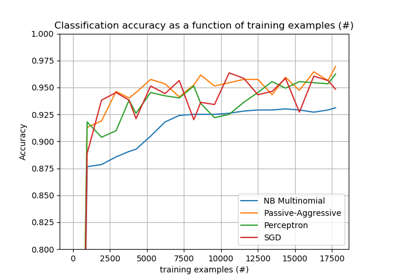 Classification accuracy as a function of training examples (#)
1.000
0.975
0.950
0.925
0.900
0.875
0.850
0.825
0.800
Accuracy
NB Multinomial
Passive-Aggressive
Perceptron
SGD
0 2500 5000 7500 10000 12500 15000 17500
training examples (#)